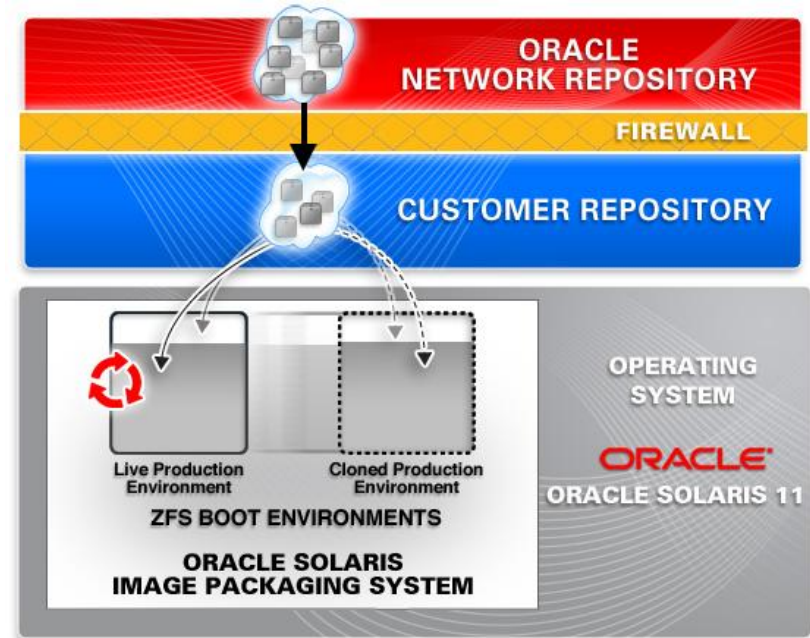 ORACLE
NETWORK REPOSITORY
FIREWALL
CUSTOMER REPOSITORY
Live Production
Environment
Cloned Production
Environment
ZFS BOOT ENVIRONMENTS
ORACLE SOLARIS
IMAGE PACKAGING SYSTEM
OPERATING
SYSTEM
ORACLE
ORACLE SOLARIS 11